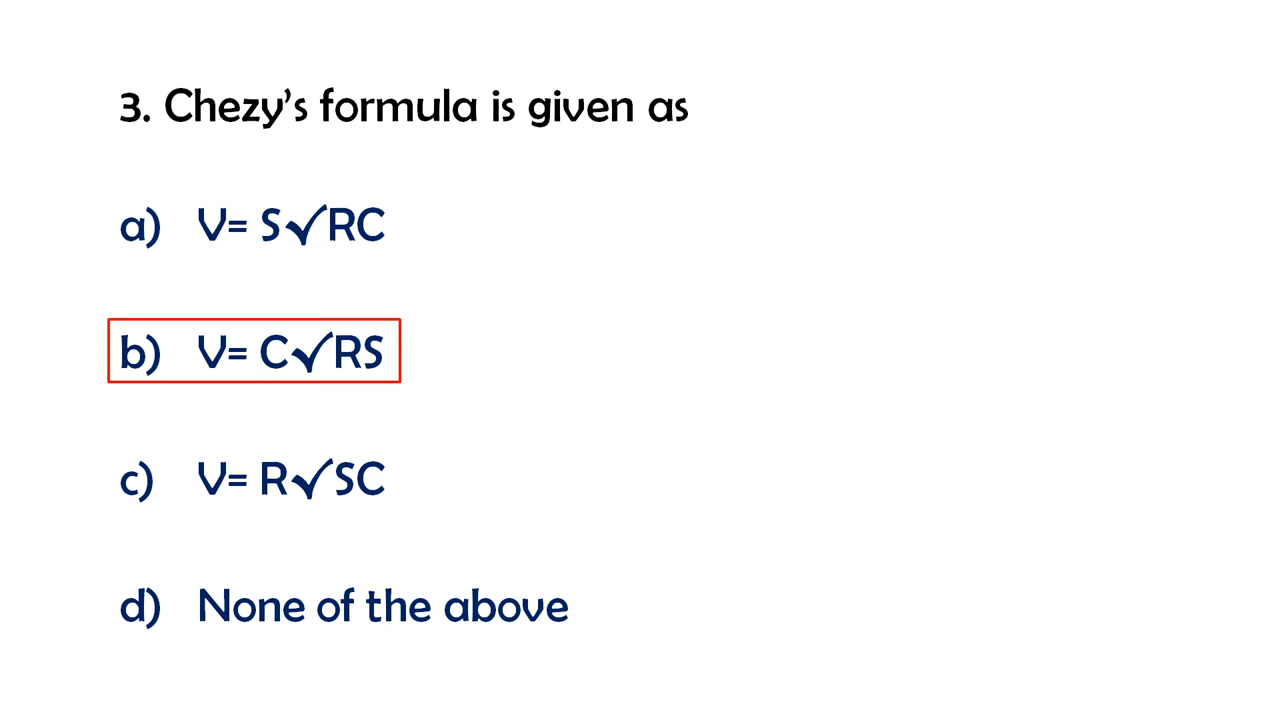 3. Chezy’s formula is given as
a) V= S✓RC
b) V= C✓RS
c) V= R✓SC
d) None of the above